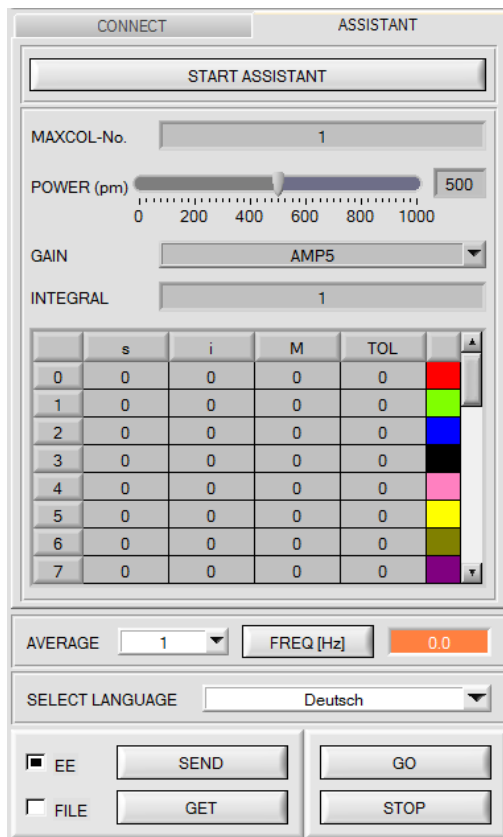 CONNECT ASSISTANT
START ASSISTANT
MAXCOL-No. 1
POWER (pm) 500
0 200 400 600 800 1000
GAIN AMP5
INTEGRAL 1
s i M TOL
0 0 0 0 0
1 0 0 0 0
2 0 0 0 0
3 0 0 0 0
4 0 0 0 0
5 0 0 0 0
6 0 0 0 0
7 0 0 0 0
AVERAGE 1 FREQ [Hz] 0.0
SELECT LANGUAGE Deutsch
EE SEND GO
FILE GET STOP